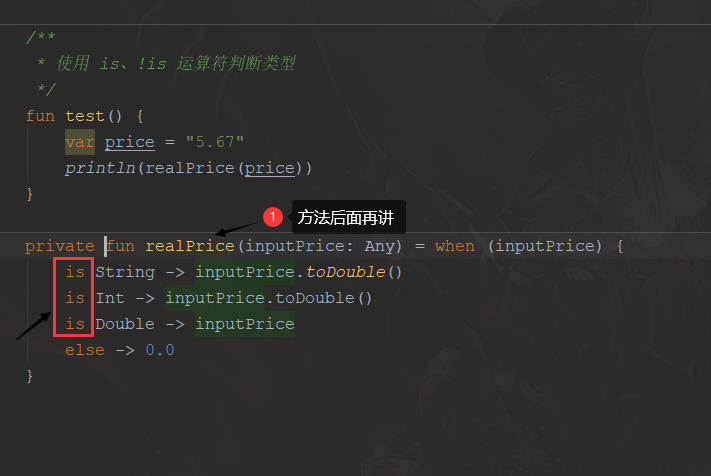 /**
 * 使用 is、!is 运算符判断类型
 */
fun test() {
    var price = "5.67"
    println(realPrice(price))
}
1 方法后面再讲
private fun realPrice(inputPrice: Any) = when (inputPrice) {
    is String -> inputPrice.toDouble()
    is Int -> inputPrice.toDouble()
    is Double -> inputPrice
    else -> 0.0
}